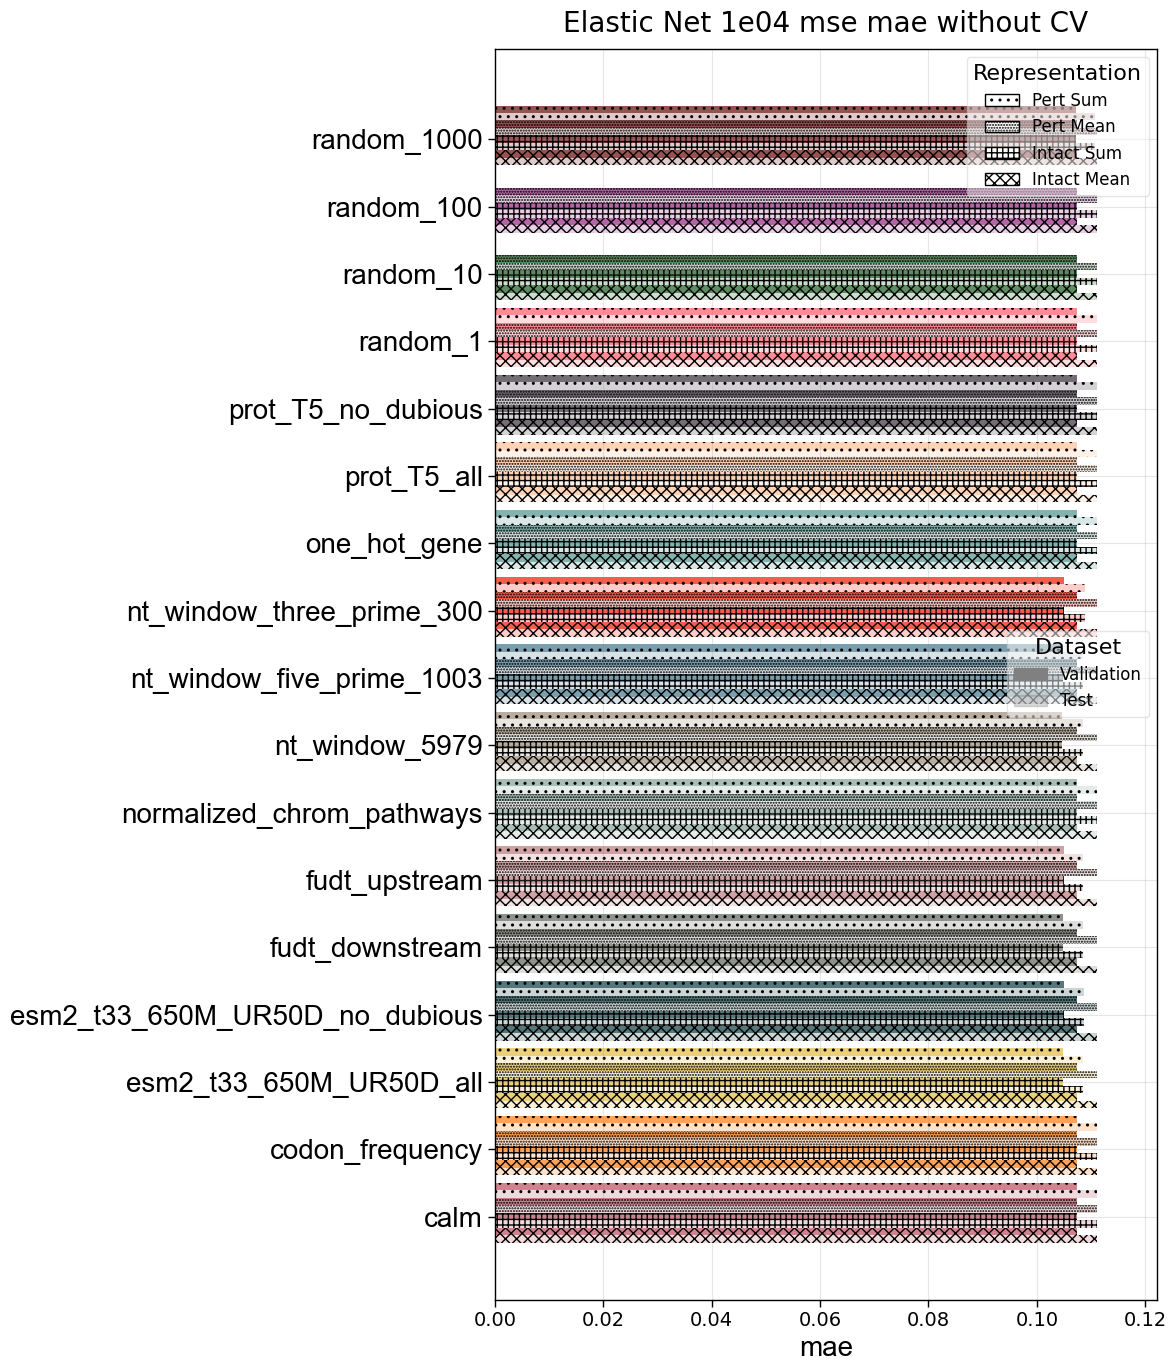 Elastic Net 1e04 mse mae without CV
Representation
Pert Sum
Pert Mean
Intact Sum
Intact Mean
random_1000
random_100
random_10
random_1
prot_T5_no_dubious
prot_T5_all
one_hot_gene
nt_window_three_prime_300
nt_window_five_prime_1003
Dataset
Validation
Test
nt_window_5979
normalized_chrom_pathways
fudt_upstream
fudt_downstream
esm2_t33_650M_UR50D_no_dubious
esm2_t33_650M_UR50D_all
codon_frequency
calm
0.00 0.02 0.04 0.06 0.08 0.10 0.12
mae